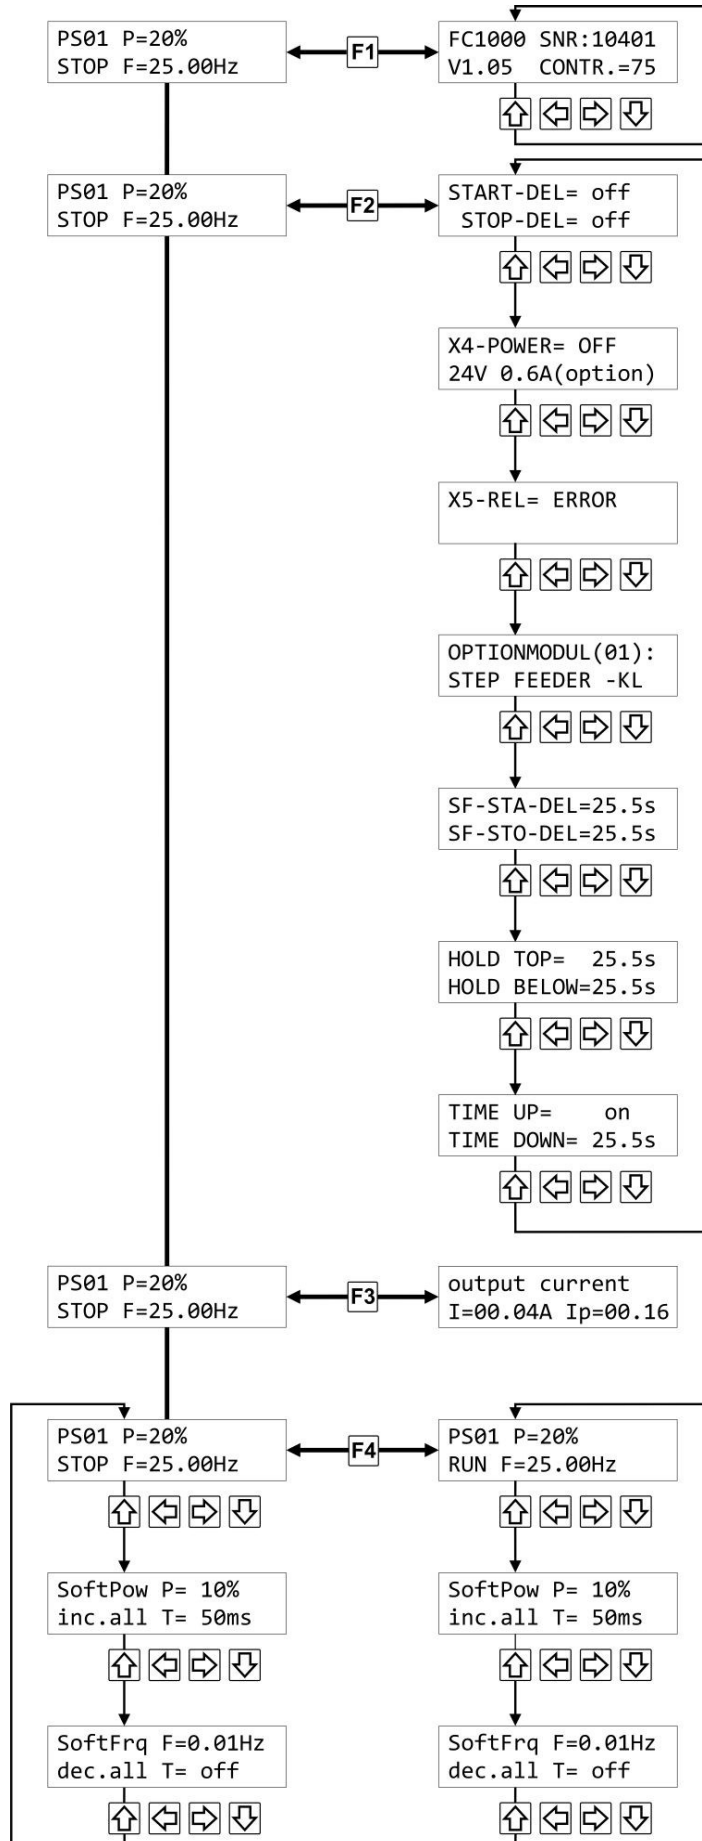 PS01 P=20%
STOP F=25.00Hz
F1
FC1000 SNR:10401
V1.05 CONTR.=75
PS01 P=20%
STOP F=25.00Hz
F2
START-DEL= off
STOP-DEL= off
X4-POWER= OFF
24V 0.6A(option)
X5-REL= ERROR
OPTIONMODUL(01):
STEP FEEDER -KL
SF-STA-DEL=25.5s
SF-STO-DEL=25.5s
HOLD TOP= 25.5s
HOLD BELOW=25.5s
TIME UP= on
TIME DOWN= 25.5s
PS01 P=20%
STOP F=25.00Hz
F3
output current
I=00.04A Ip=00.16
PS01 P=20%
STOP F=25.00Hz
F4
PS01 P=20%
RUN F=25.00Hz
SoftPow P= 10%
inc.all T= 50ms
SoftPow P= 10%
inc.all T= 50ms
SoftFrq F=0.01Hz
dec.all T= off
SoftFrq F=0.01Hz
dec.all T= off